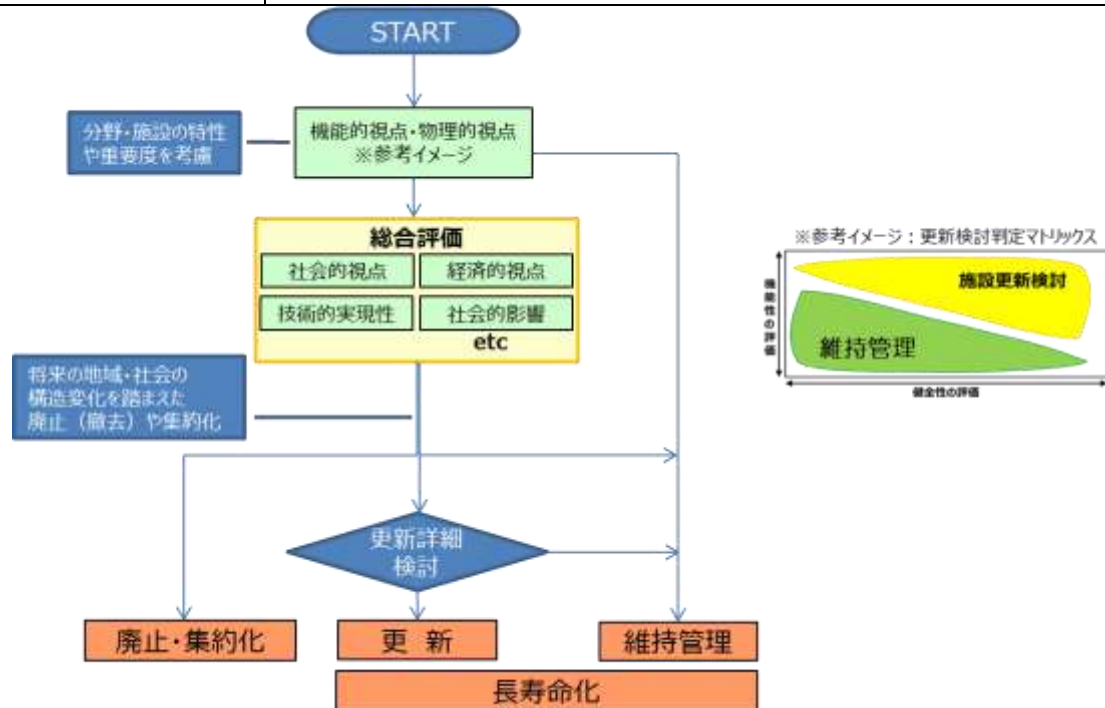 START
分野・施設の特性
や重要度を考慮
機能的視点・物理的視点
※参考イメージ
総合評価
社会的視点
経済的視点
技術的実現性
社会的影響
etc
※参考イメージ：更新検討判定マトリックス
機能性の評価
施設更新検討
維持管理
健全性の評価
将来の地域・社会の
構造変化を踏まえた
廃止（撤去）や集約化
更新詳細
検討
廃止・集約化
更 新
維持管理
長寿命化